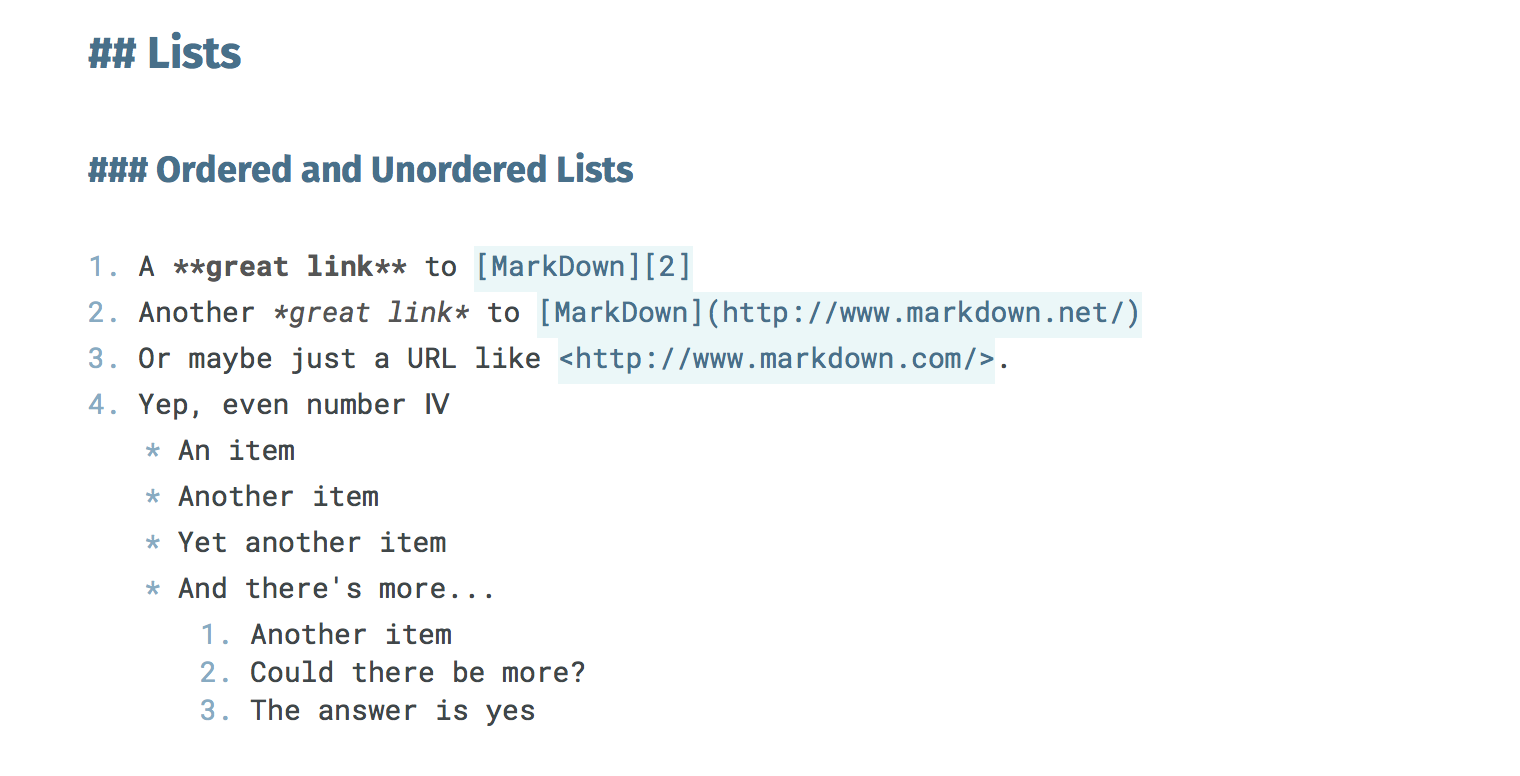 ## Lists
### Ordered and Unordered Lists
1. A **great link** to [MarkDown][2]
2. Another *great link* to [MarkDown](http://www.markdown.net/)
3. Or maybe just a URL like <http://www.markdown.com/>.
4. Yep, even number IV
* An item
* Another item
* Yet another item
* And there's more...
1. Another item
2. Could there be more?
3. The answer is yes